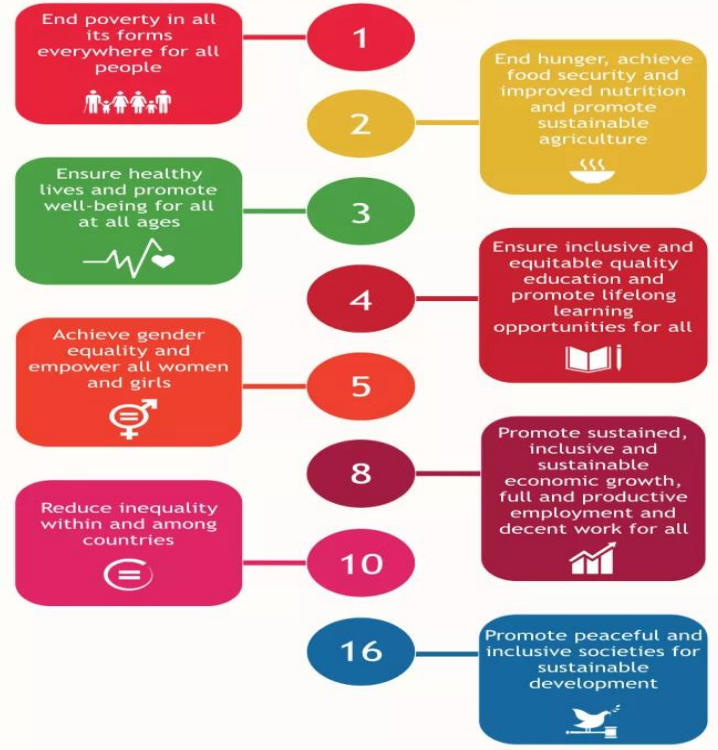 End poverty in all
its forms
everywhere for all
people
1
End hunger, achieve
food security and
improved nutrition
and promote
sustainable
agriculture
2
Ensure healthy
lives and promote
well-being for all
at all ages
3
Ensure inclusive and
equitable quality
education and
promote lifelong
learning
opportunities for all
4
Achieve gender
equality and
empower all women
and girls
5
Promote sustained,
inclusive and
sustainable
economic growth,
full and productive
employment and
decent work for all
8
Reduce inequality
within and among
countries
10
Promote peaceful and
inclusive societies for
sustainable
development
16